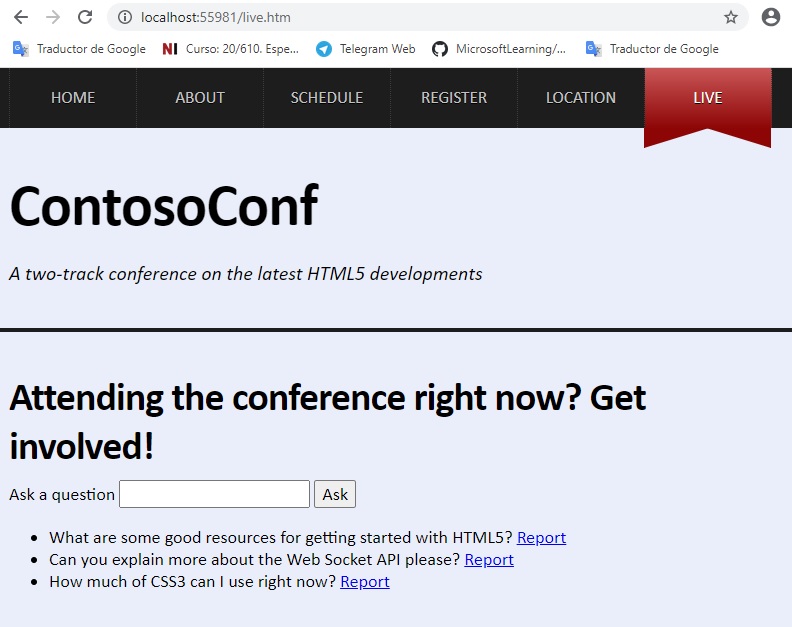 localhost:55981/live.htm
Traductor de Google NI Curso: 20/610. Espe... Telegram Web MicrosoftLearning/... Traductor de Google
HOME ABOUT SCHEDULE REGISTER LOCATION LIVE
ContosoConf
A two-track conference on the latest HTML5 developments
Attending the conference right now? Get
involved!
Ask a question Ask
What are some good resources for getting started with HTML5? Report
Can you explain more about the Web Socket API please? Report
How much of CSS3 can I use right now? Report